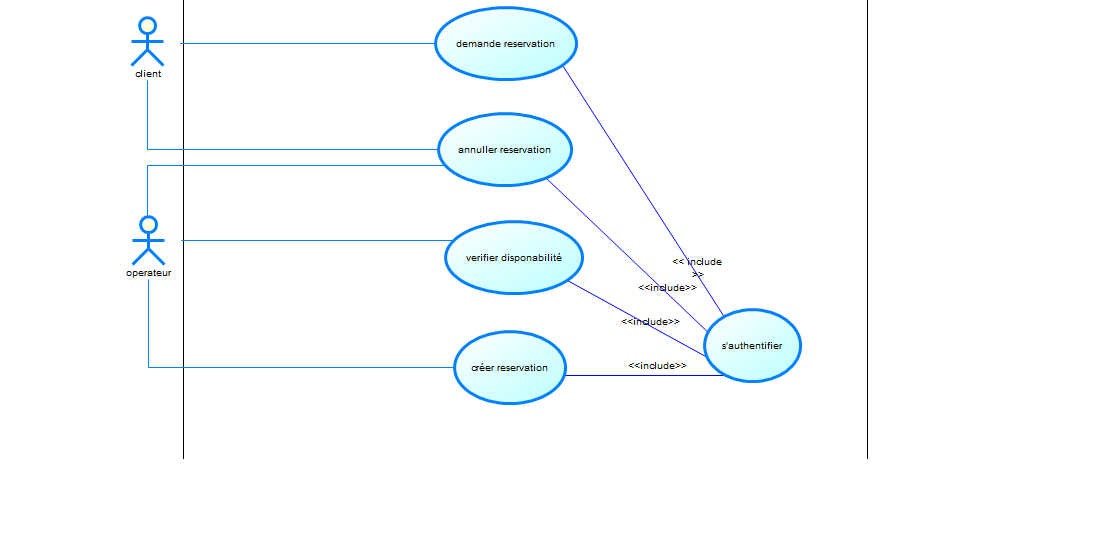 demande reservation
client
annuller reservation
verifier disponabilité
<< include
>>
operateur
<<include>>
<<include>>
s'authentifier
<<include>>
créer reservation